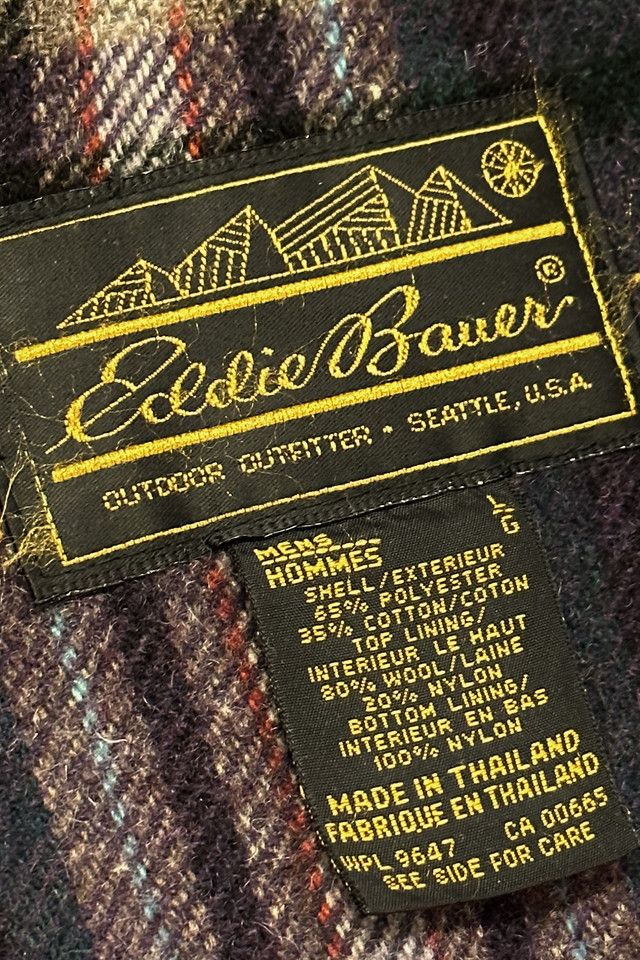 Eddie Bauer®
OUTDOOR OUTFITTER • SEATTLE, U.S.A.
L/G
MENS....
HOMMES
SHELL/EXTERIEUR
65% POLYESTER
35% COTTON/COTON
TOP LINING/
INTERIEUR LE HAUT
80% WOOL/LAINE
20% NYLON
BOTTOM LINING/
INTERIEUR EN BAS
100% NYLON
MADE IN THAILAND
FABRIQUE EN THAILAND
WPL 9647 CA 00665
SEE SIDE FOR CARE